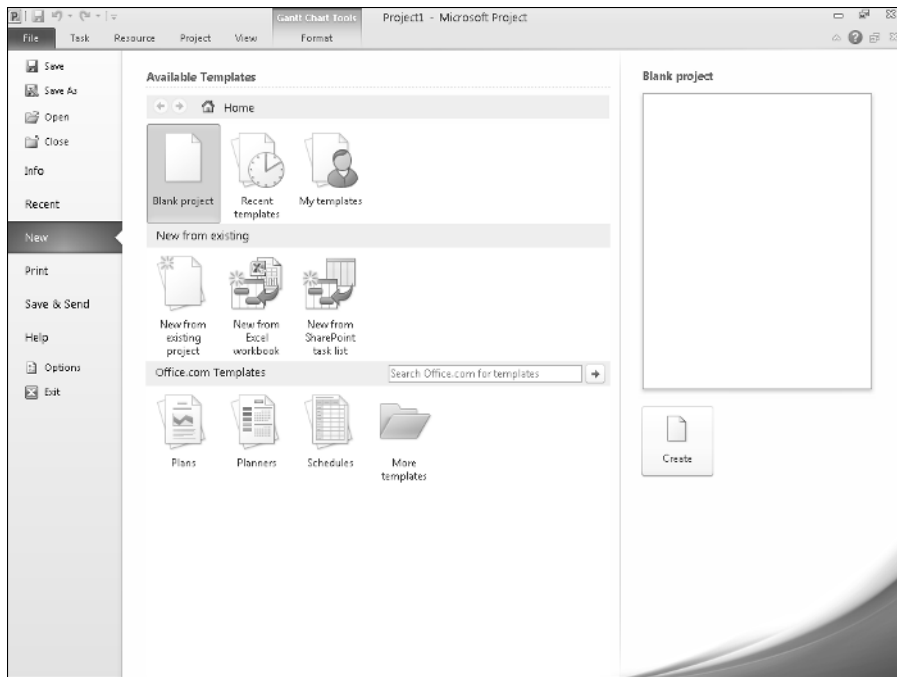 Gantt Chart Tools
Project1 - Microsoft Project
File Task Resource Project View Format
Save
Save As
Open
Close
Info
Recent
New
Print
Save & Send
Help
Options
Exit
Available Templates
Home
Blank project
Recent
templates
My templates
New from existing
New from
existing
project
New from
Excel
workbook
New from
SharePoint
task list
Office.com Templates
Search Office.com for templates
Plans
Planners
Schedules
More
templates
Blank project
Create